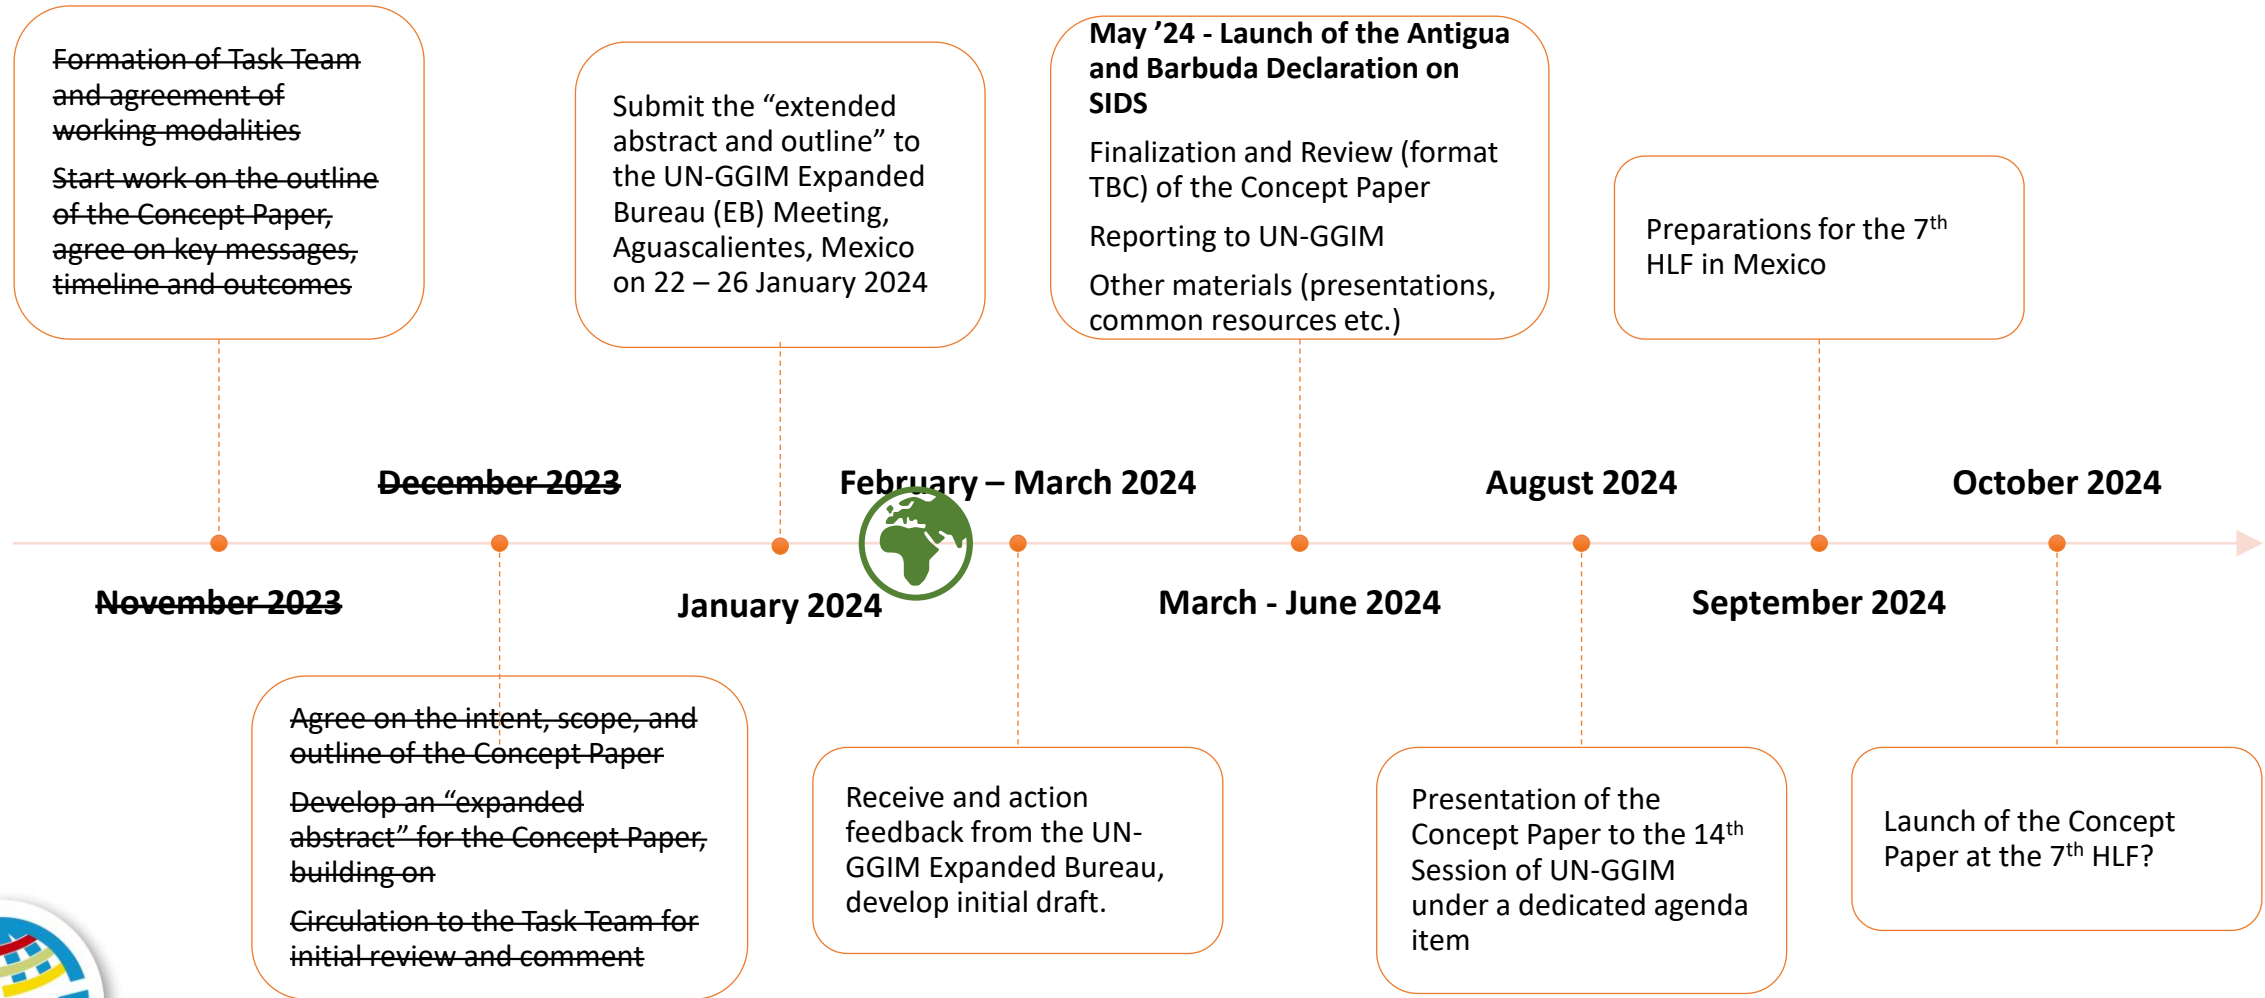 Formation of Task Team
and agreement of
working modalities
Start work on the outline
of the Concept Paper,
agree on key messages,
timeline and outcomes
Submit the “extended
abstract and outline” to
the UN-GGIM Expanded
Bureau (EB) Meeting,
Aguascalientes, Mexico
on 22 – 26 January 2024
May ’24 - Launch of the Antigua
and Barbuda Declaration on
SIDS
Finalization and Review (format
TBC) of the Concept Paper
Reporting to UN-GGIM
Other materials (presentations,
common resources etc.)
Preparations for the 7th
HLF in Mexico
December 2023
February – March 2024
August 2024
October 2024
November 2023
January 2024
March - June 2024
September 2024
Agree on the intent, scope, and
outline of the Concept Paper
Develop an “expanded
abstract” for the Concept Paper,
building on
Circulation to the Task Team for
initial review and comment
Receive and action
feedback from the UN-
GGIM Expanded Bureau,
develop initial draft.
Presentation of the
Concept Paper to the 14th
Session of UN-GGIM
under a dedicated agenda
item
Launch of the Concept
Paper at the 7th HLF?